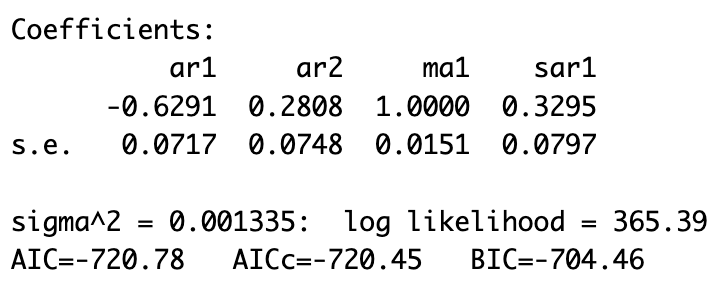 Coefficients:
ar1 ar2 ma1 sar1
-0.6291 0.2808 1.0000 0.3295
s.e. 0.0717 0.0748 0.0151 0.0797
sigma^2 = 0.001335: log likelihood = 365.39
AIC=-720.78 AICc=-720.45 BIC=-704.46